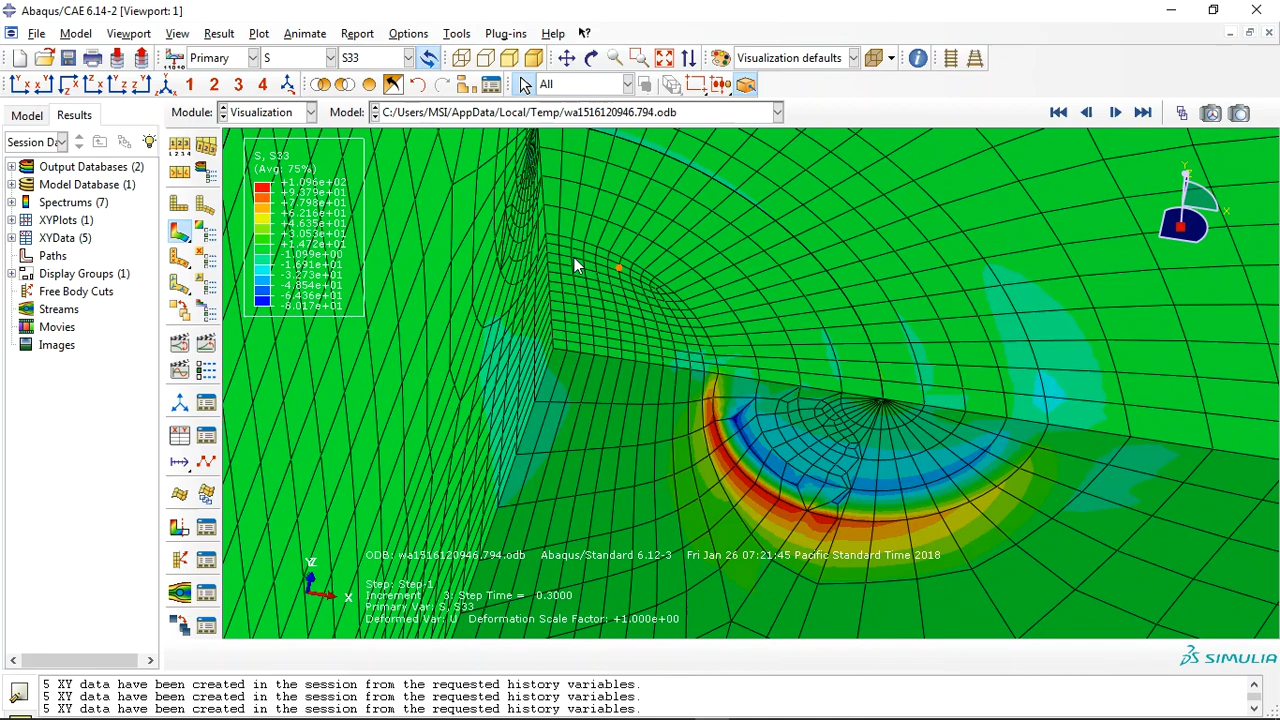 Abaqus/CAE 6.14-2 [Viewport: 1]
File Model Viewport View Result Plot Animate Report Options Tools Plug-ins Help
Primary S S33 Visualization defaults
1 2 3 4 All
Model Results Module: Visualization Model: C:/Users/MSI/AppData/Local/Temp/wa1516120946.794.odb
Session Da
Output Databases (2)
Model Database (1)
Spectrums (7)
XYPlots (1)
XYData (5)
Paths
Display Groups (1)
Free Body Cuts
Streams
Movies
Images
S, S33
(Avg: 75%)
+1.096e+02
+9.379e+01
+7.798e+01
+6.216e+01
+4.635e+01
+3.053e+01
+1.472e+01
-1.099e+00
-1.691e+01
-3.273e+01
-4.854e+01
-6.436e+01
-8.017e+01
Y
X
ODB: wa1516120946.794.odb Abaqus/Standard 6.12-3 Fri Jan 26 07:21:45 Pacific Standard Time 2018
Step: Step-1
Increment 3: Step Time = 0.3000
Primary Var: S, S33
Deformed Var: U Deformation Scale Factor: +1.000e+00
YZ
X
SIMULIA
5 XY data have been created in the session from the requested history variables.
5 XY data have been created in the session from the requested history variables.
5 XY data have been created in the session from the requested history variables.